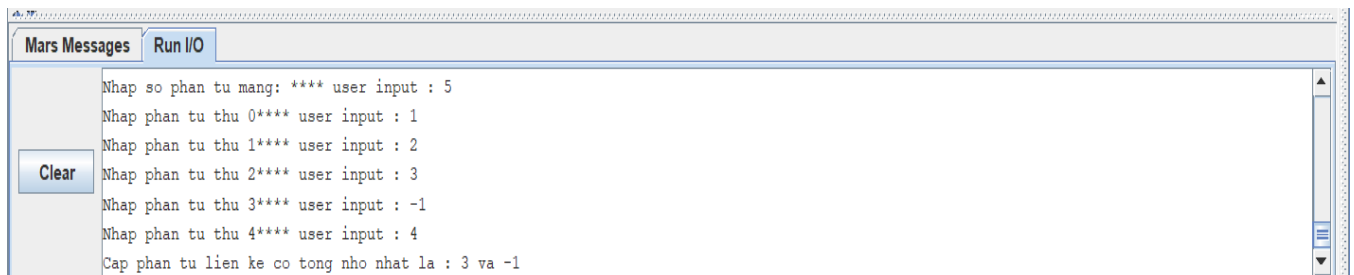 Mars Messages Run I/O
Clear
Nhap so phan tu mang: **** user input : 5
Nhap phan tu thu 0**** user input : 1
Nhap phan tu thu 1**** user input : 2
Nhap phan tu thu 2**** user input : 3
Nhap phan tu thu 3**** user input : -1
Nhap phan tu thu 4**** user input : 4
Cap phan tu lien ke co tong nho nhat la : 3 va -1